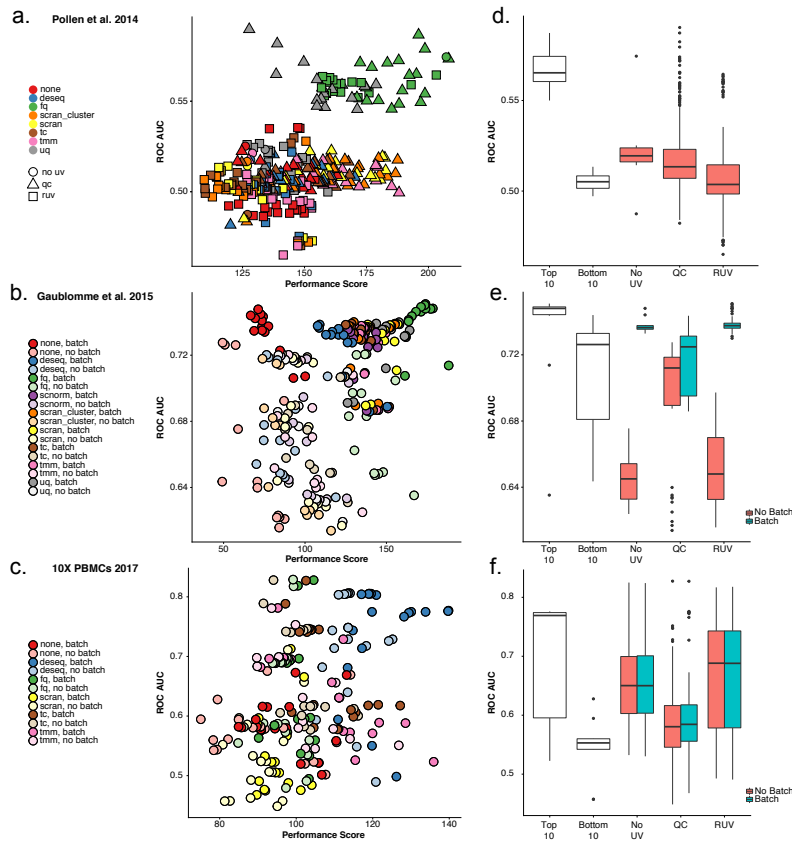 a.
Pollen et al. 2014
ROC AUC
0.55
0.50
125
150
175
200
Performance Score
none
deseq
fq
scran_cluster
scran
tc
tmm
uq
no uv
qc
ruv
d.
ROC AUC
0.55
0.50
Top 10
Bottom 10
No UV
QC
RUV
b.
Gaublomme et al. 2015
ROC AUC
0.72
0.68
0.64
50
100
150
Performance Score
none, batch
none, no batch
deseq, batch
deseq, no batch
fq, batch
fq, no batch
scnorm, batch
scnorm, no batch
scran_cluster, batch
scran_cluster, no batch
scran, batch
scran, no batch
tc, batch
tc, no batch
tmm, batch
tmm, no batch
uq, batch
uq, no batch
e.
ROC AUC
0.72
0.68
0.64
Top 10
Bottom 10
No UV
QC
RUV
No Batch
Batch
c.
10X PBMCs 2017
ROC AUC
0.8
0.7
0.6
0.5
80
100
120
140
Performance Score
none, batch
none, no batch
deseq, batch
deseq, no batch
fq, batch
fq, no batch
scran, batch
scran, no batch
tc, batch
tc, no batch
tmm, batch
tmm, no batch
f.
ROC AUC
0.8
0.7
0.6
0.5
Top 10
Bottom 10
No UV
QC
RUV
No Batch
Batch